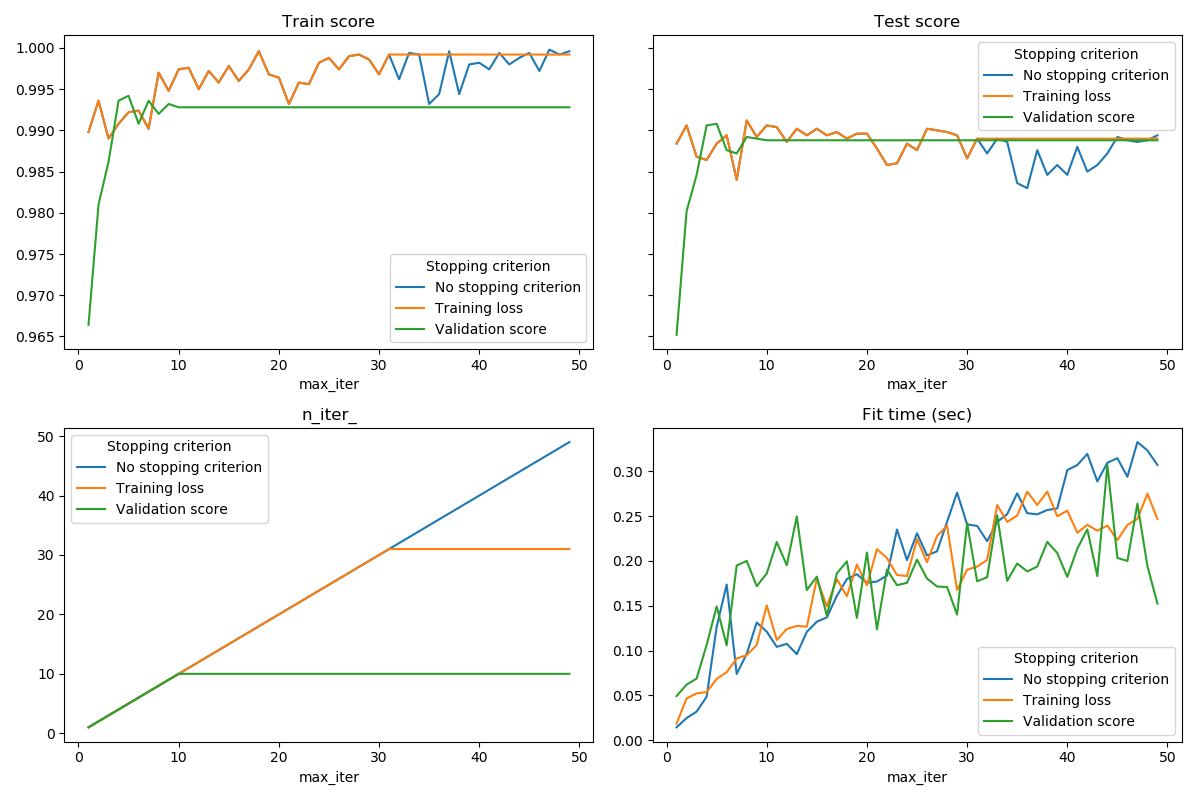 Train score
1.000
0.995
0.990
0.985
0.980
0.975
0.970
0.965
Stopping criterion
No stopping criterion
Training loss
Validation score
0 10 20 30 40 50
max_iter
Test score
Stopping criterion
No stopping criterion
Training loss
Validation score
0 10 20 30 40 50
max_iter
n_iter_
50
40
30
20
10
0
Stopping criterion
No stopping criterion
Training loss
Validation score
0 10 20 30 40 50
max_iter
Fit time (sec)
0.30
0.25
0.20
0.15
0.10
0.05
0.00
Stopping criterion
No stopping criterion
Training loss
Validation score
0 10 20 30 40 50
max_iter